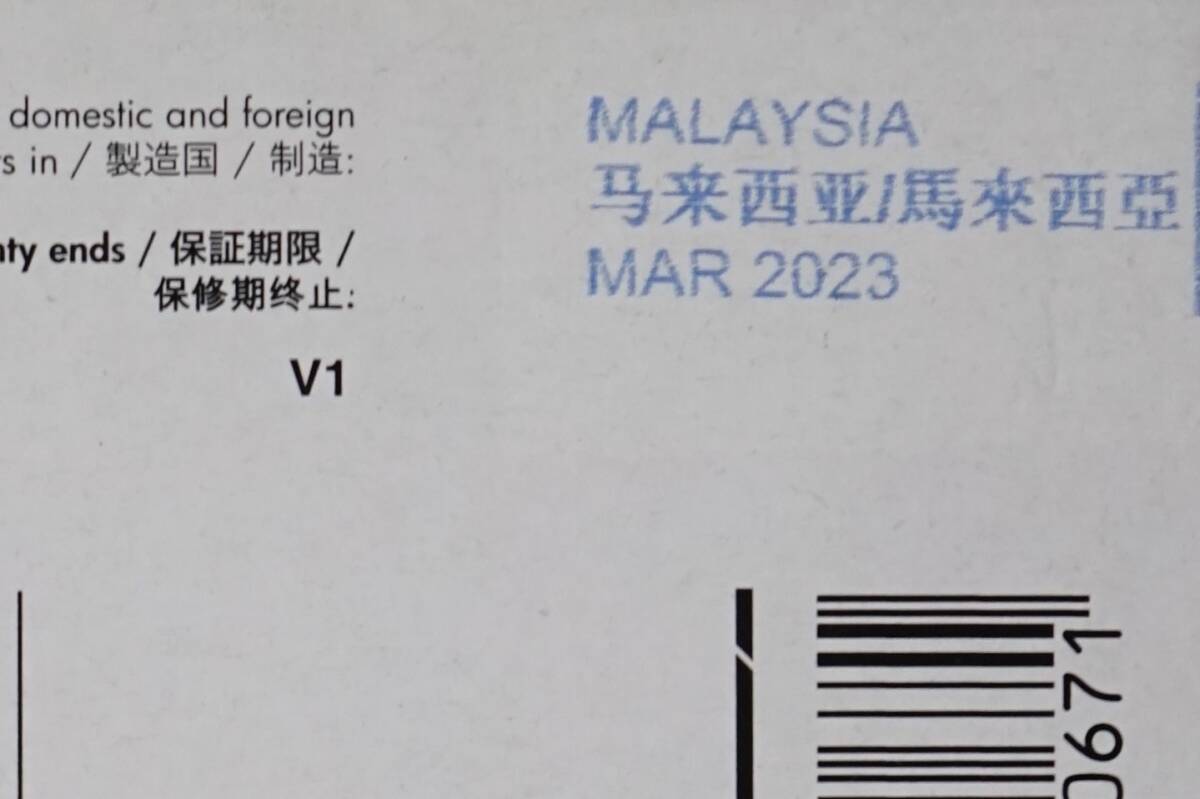 domestic and foreign
in / 製造国 / 制造:
ends / 保証期限 /
保修期终止:
V1
MALAYSIA
马来西亚/馬來西亞
MAR 2023
0671